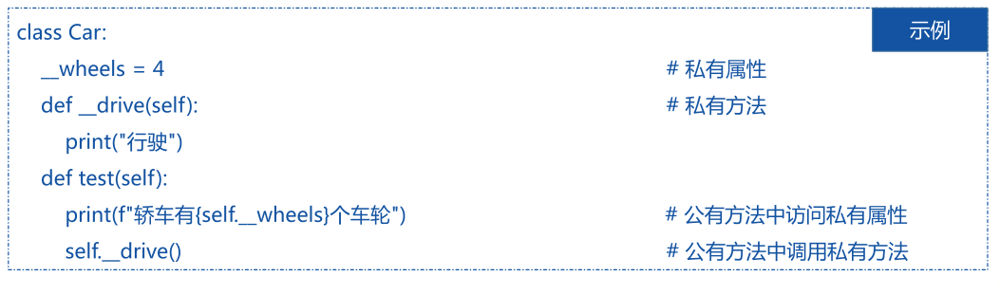 class Car:
示例
__wheels = 4 # 私有属性
def __drive(self): # 私有方法
print("行驶")
def test(self):
print(f"轿车有{self.__wheels}个车轮") # 公有方法中访问私有属性
self.__drive() # 公有方法中调用私有方法